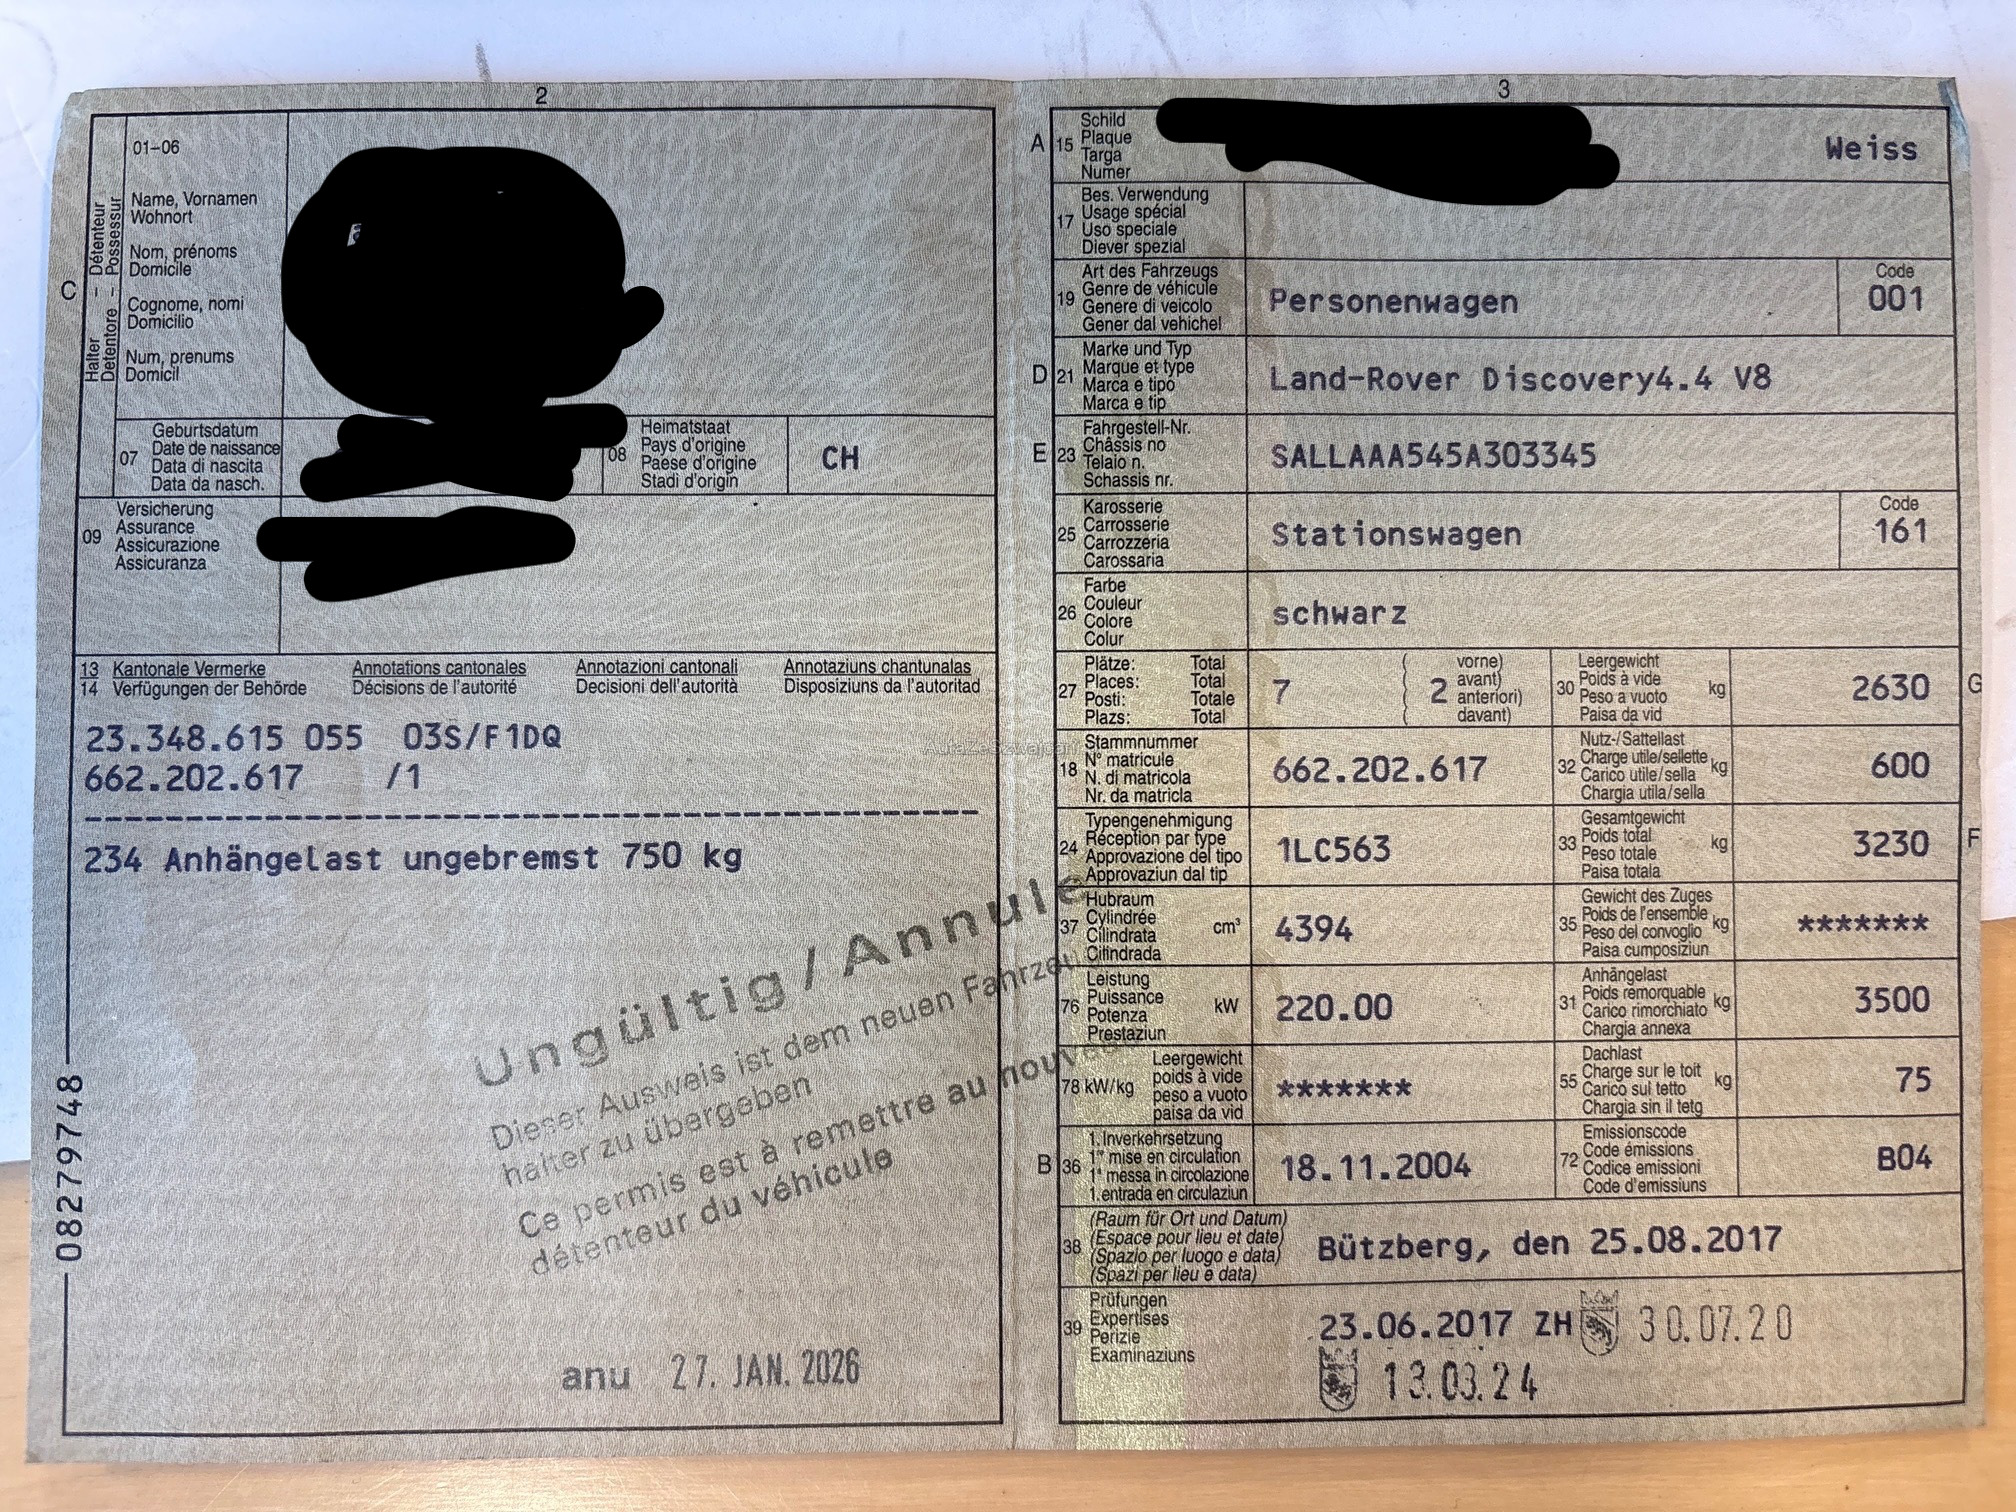 2
01-06
Name, Vornamen
Wohnort
Nom, prénoms
Domicile
Cognome, nomi
Domicilio
Num, prenums
Domicil
C
Halter – Détenteur
Detentore – Possessur
07
Geburtsdatum
Date de naissance
Data di nascita
Data da nasch.
08
Heimatstaat
Pays d'origine
Paese d'origine
Stadi d'origin
CH
09
Versicherung
Assurance
Assicurazione
Assicuranza
13 Kantonale Vermerke Annotations cantonales Annotazioni cantonali Annotaziuns chantunalas
14 Verfügungen der Behörde Décisions de l'autorité Decisioni dell'autorità Disposiziuns da l'autoritad
23.348.615 055 03S/F1DQ
662.202.617 /1
234 Anhängelast ungebremst 750 kg
Ungültig / Annulé
Dieser Ausweis ist dem neuen Fahrzeug
halter zu übergeben
Ce permis est à remettre au nouveau
détenteur du véhicule
anu 27. JAN. 2026
08279748
3
A
15
Schild
Plaque
Targa
Numer
Weiss
17
Bes. Verwendung
Usage spécial
Uso speciale
Diever spezial
19
Art des Fahrzeugs
Genre de véhicule
Genere di veicolo
Gener dal vehichel
Personenwagen
Code
001
D
21
Marke und Typ
Marque et type
Marca e tipo
Marca e tip
Land-Rover Discovery4.4 V8
E
23
Fahrgestell-Nr.
Châssis no
Telaio n.
Schassis nr.
SALLAAA545A303345
25
Karosserie
Carrosserie
Carrozzeria
Carossaria
Stationswagen
Code
161
26
Farbe
Couleur
Colore
Colur
schwarz
27
Plätze: Total
Places: Total
Posti: Totale
Plazs: Total
7
2
vorne)
avant)
anteriori)
davant)
30
Leergewicht
Poids à vide
Peso a vuoto
Paisa da vid
kg
2630
G
18
Stammnummer
N° matricule
N. di matricola
Nr. da matricla
662.202.617
32
Nutz-/Sattellast
Charge utile/sellette
Carico utile/sella
Chargia utila/sella
kg
600
24
Typengenehmigung
Réception par type
Approvazione del tipo
Approvaziun dal tip
1LC563
33
Gesamtgewicht
Poids total
Peso totale
Paisa totala
kg
3230
F
37
Hubraum
Cylindrée
Cilindrata
Cilindrada
cm³
4394
35
Gewicht des Zuges
Poids de l'ensemble
Peso del convoglio
Paisa cumposiziun
kg
*******
76
Leistung
Puissance
Potenza
Prestaziun
kW
220.00
31
Anhängelast
Poids remorquable
Carico rimorchiato
Chargia annexa
kg
3500
78 kW/kg
Leergewicht
poids à vide
peso a vuoto
paisa da vid
*******
55
Dachlast
Charge sur le toit
Carico sul tetto
Chargia sin il tetg
kg
75
B
36
1. Inverkehrsetzung
1re mise en circulation
1a messa in circolazione
1. entrada en circulaziun
18.11.2004
72
Emissionscode
Code émissions
Codice emissioni
Code d'emissiuns
B04
38
(Raum für Ort und Datum)
(Espace pour lieu et date)
(Spazio per luogo e data)
(Spazi per lieu e data)
Bützberg, den 25.08.2017
39
Prüfungen
Expertises
Perizie
Examinaziuns
23.06.2017 ZH 30.07.20
13.03.24